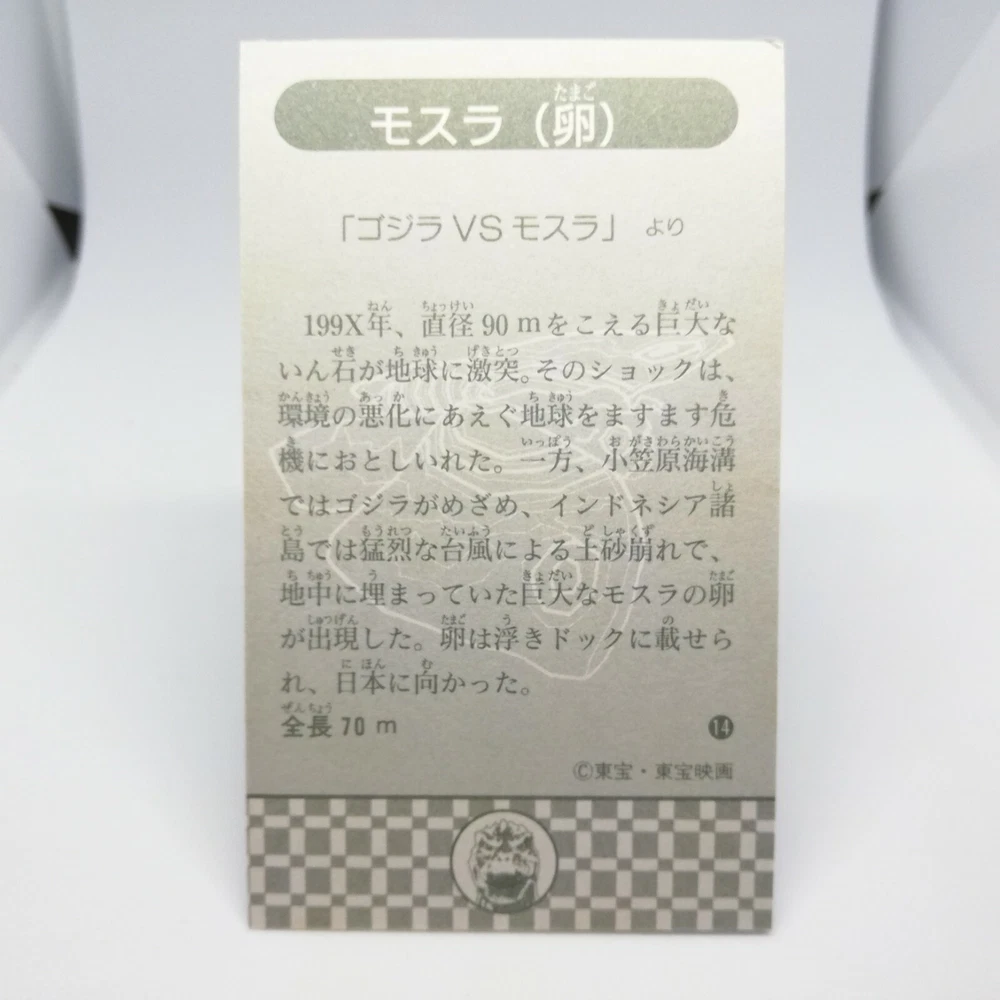 モスラ（卵）
「ゴジラVSモスラ」 より
199X年、直径90ｍをこえる巨大な
いん石が地球に激突。そのショックは、
環境の悪化にあえぐ地球をますます危
機におとしいれた。一方、小笠原海溝
ではゴジラがめざめ、インドネシア諸
島では猛烈な台風による土砂崩れで、
地中に埋まっていた巨大なモスラの卵
が出現した。卵は浮きドックに載せら
れ、日本に向かった。
全長70ｍ
14
©東宝・東宝映画